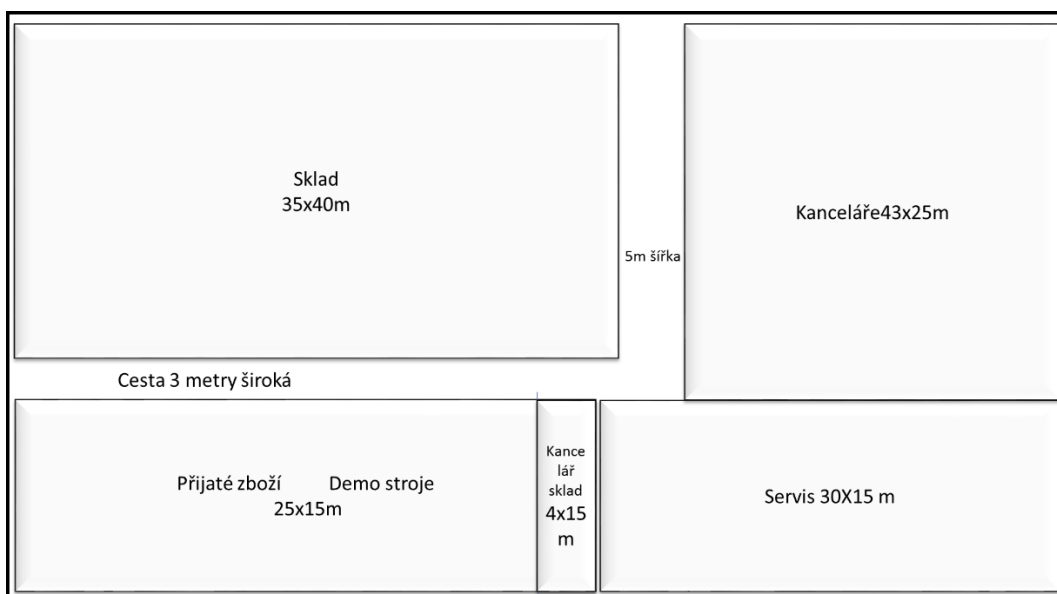 Sklad
35x40m
Kanceláře43x25m
5m šířka
Cesta 3 metry široká
Přijaté zboží Demo stroje
25x15m
Kance
lář
sklad
4x15
m
Servis 30X15 m